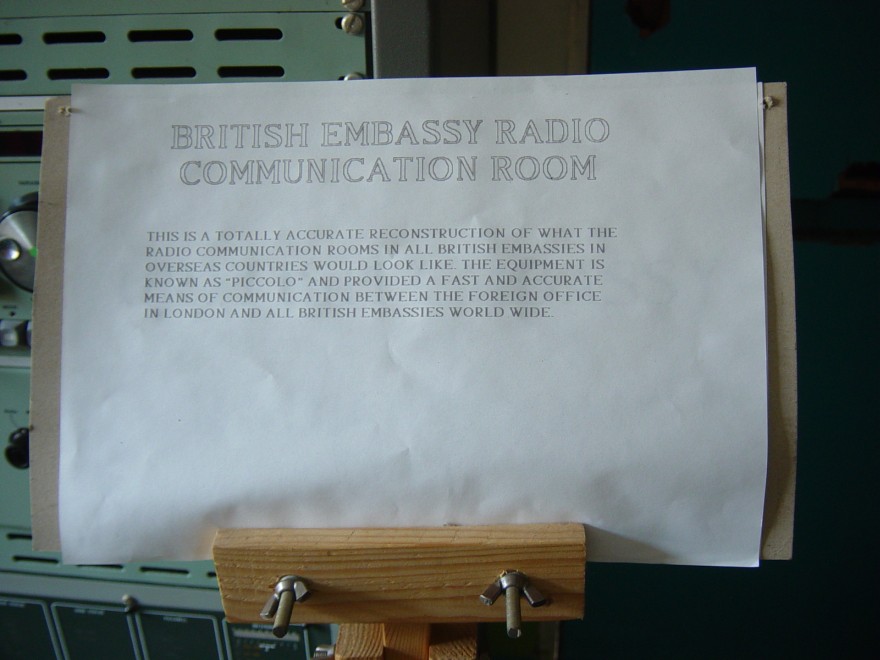 BRITISH EMBASSY RADIO
COMMUNICATION ROOM
THIS IS A TOTALLY ACCURATE RECONSTRUCTION OF WHAT THE
RADIO COMMUNICATION ROOMS IN ALL BRITISH EMBASSIES IN
OVERSEAS COUNTRIES WOULD LOOK LIKE. THE EQUIPMENT IS
KNOWN AS "PICCOLO" AND PROVIDED A FAST AND ACCURATE
MEANS OF COMMUNICATION BETWEEN THE FOREIGN OFFICE
IN LONDON AND ALL BRITISH EMBASSIES WORLD WIDE.